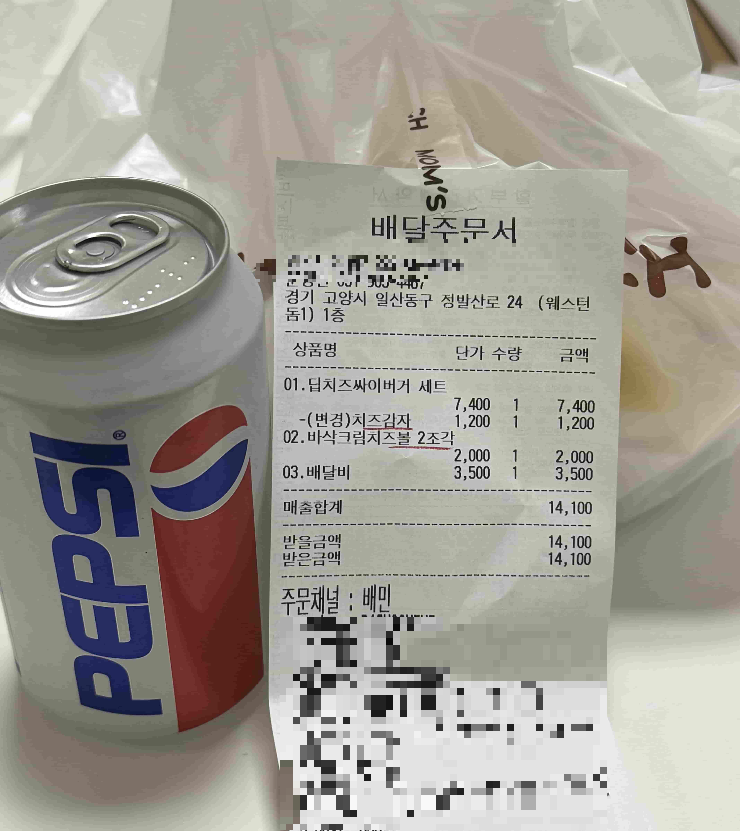 MOM'S
배달주문서
경기 고양시 일산동구 정발산로 24 (웨스턴
돔1) 1층
상품명 단가 수량 금액
01.딥치즈싸이버거 세트
7,400 1 7,400
-(변경)치즈감자 1,200 1 1,200
02.바삭크림치즈볼 2조각
2,000 1 2,000
03.배달비 3,500 1 3,500
매출합계 14,100
받을금액 14,100
받은금액 14,100
주문채널 : 배민
PEPSI®